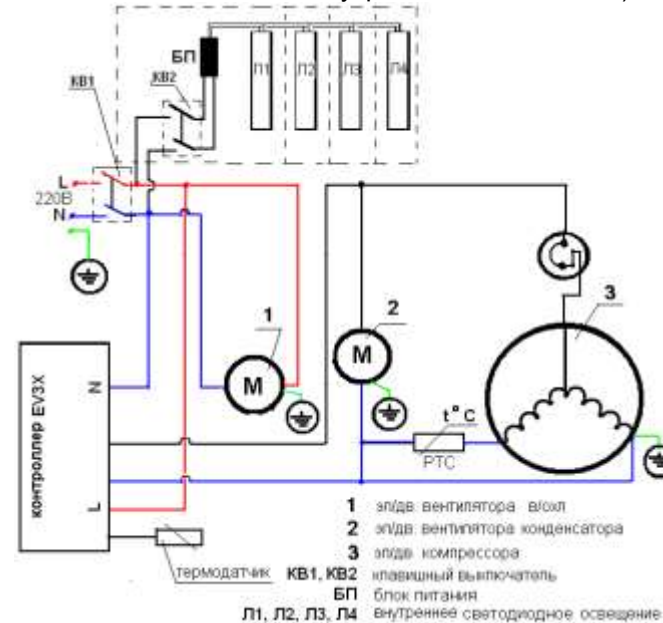 БП
КВ2
КВ1
Л1 Л2 Л3 Л4
L
220В
N
1
2
3
M
M
контроллер EV3X
N
L
t°C
РТС
термодатчик
1 эл/дв. вентилятора в/охл
2 эл/дв. вентилятора конденсатора
3 эл/дв. компрессора
КВ1, КВ2 клавишный выключатель
БП блок питания
Л1, Л2, Л3, Л4 внутреннее светодиодное освещение